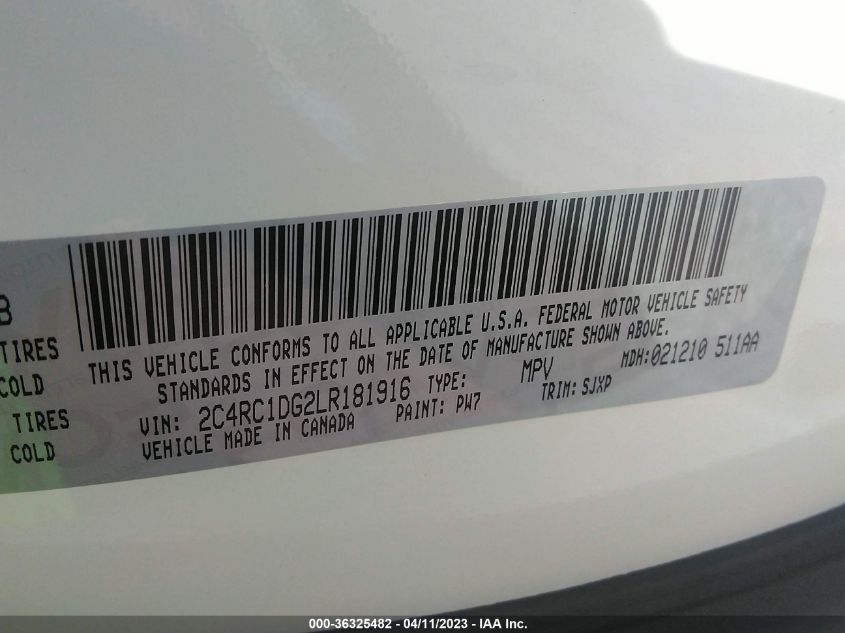 B
TIRES
COLD
TIRES
COLD
THIS VEHICLE CONFORMS TO ALL APPLICABLE U.S.A. FEDERAL MOTOR VEHICLE SAFETY
STANDARDS IN EFFECT ON THE DATE OF MANUFACTURE SHOWN ABOVE.
VIN: 2C4RC1DG2LR181916 TYPE: MPV MDH:021210 511AA
VEHICLE MADE IN CANADA PAINT: PW7 TRIM: SJXP
000-36325482 - 04/11/2023 - IAA Inc.